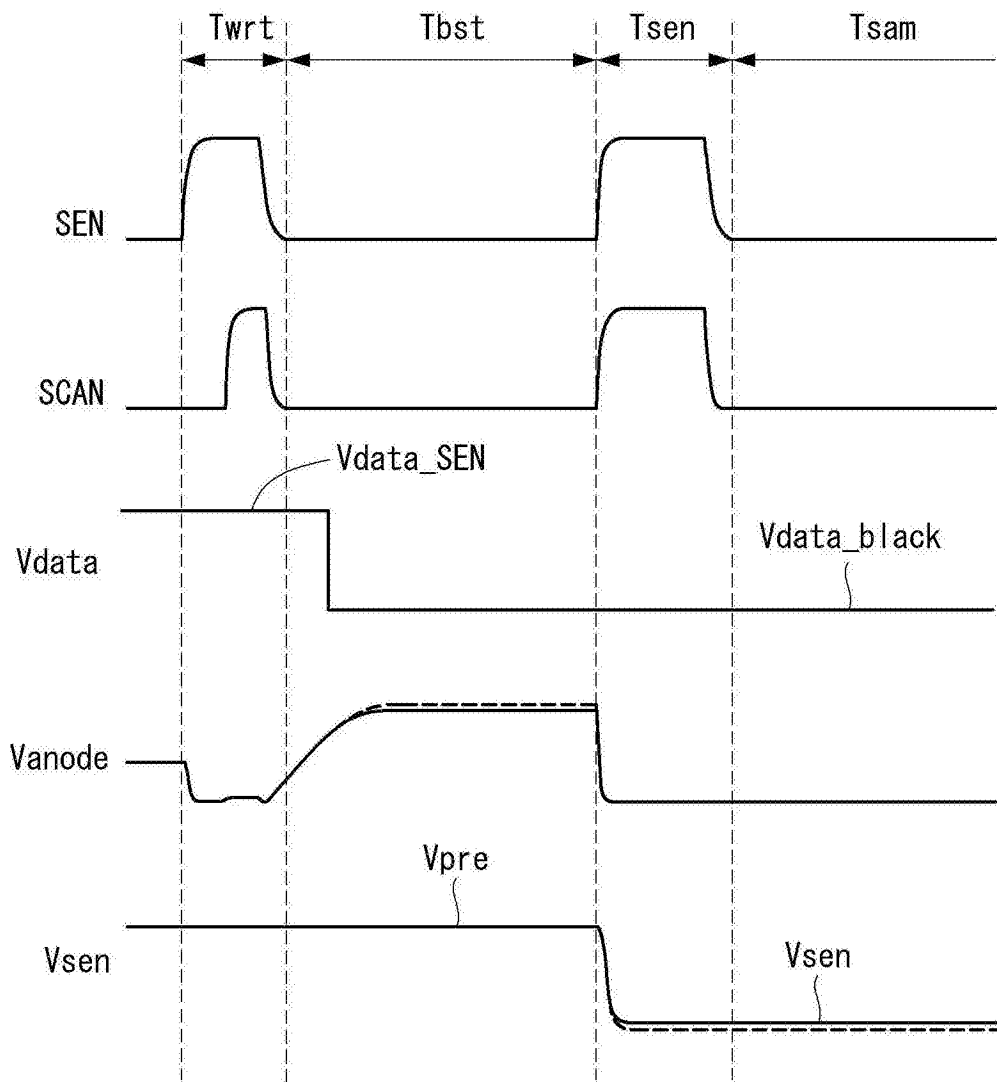 Twrt Tbst Tsen Tsam
SEN
SCAN
Vdata_SEN
Vdata_black
Vdata
Vanode
Vpre
Vsen
Vsen